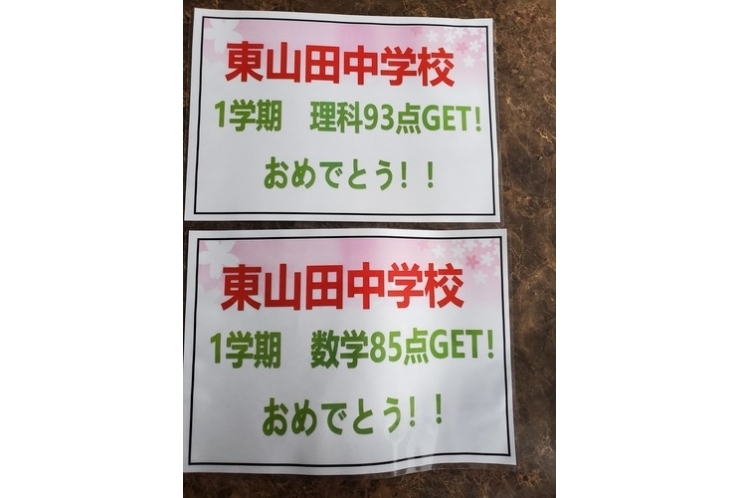 東山田中学校
1学期　理科93点GET!
おめでとう!!
東山田中学校
1学期　数学85点GET!
おめでとう!!